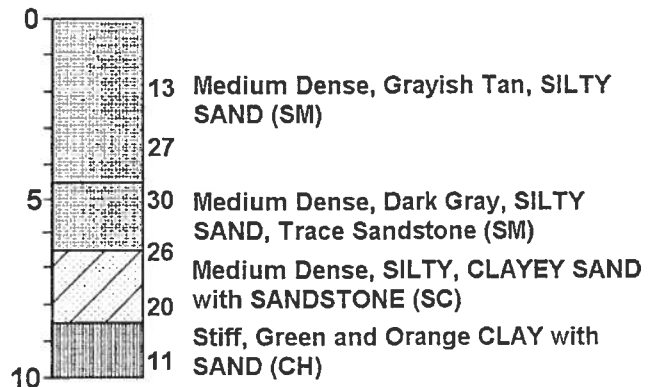 0
13 Medium Dense, Grayish Tan, SILTY
SAND (SM)
27
5
30 Medium Dense, Dark Gray, SILTY
SAND, Trace Sandstone (SM)
26
Medium Dense, SILTY, CLAYEY SAND
20 with SANDSTONE (SC)
Stiff, Green and Orange CLAY with
11 SAND (CH)
10